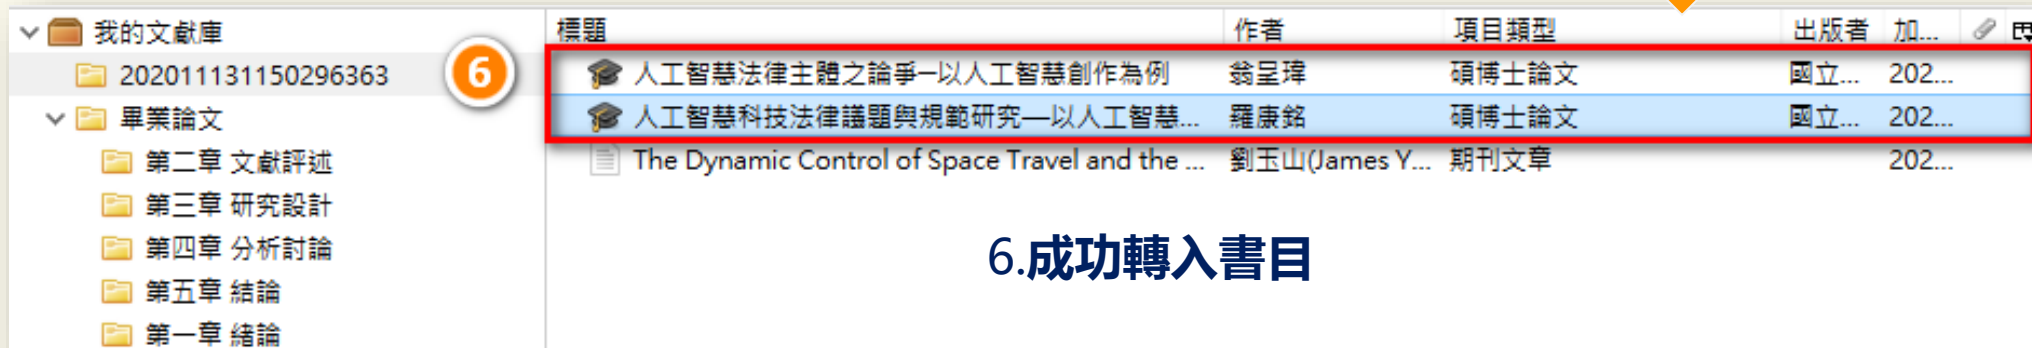 我的文獻庫
202011131150296363
畢業論文
第二章 文獻評述
第三章 研究設計
第四章 分析討論
第五章 結論
第一章 緒論
6
標題 作者 項目類型 出版者 加...
人工智慧法律主體之論爭─以人工智慧創作為例 翁呈瑋 碩博士論文 國立... 202...
人工智慧科技法律議題與規範研究──以人工智慧... 羅康銘 碩博士論文 國立... 202...
The Dynamic Control of Space Travel and the ... 劉玉山(James Y... 期刊文章 202...
6.成功轉入書目